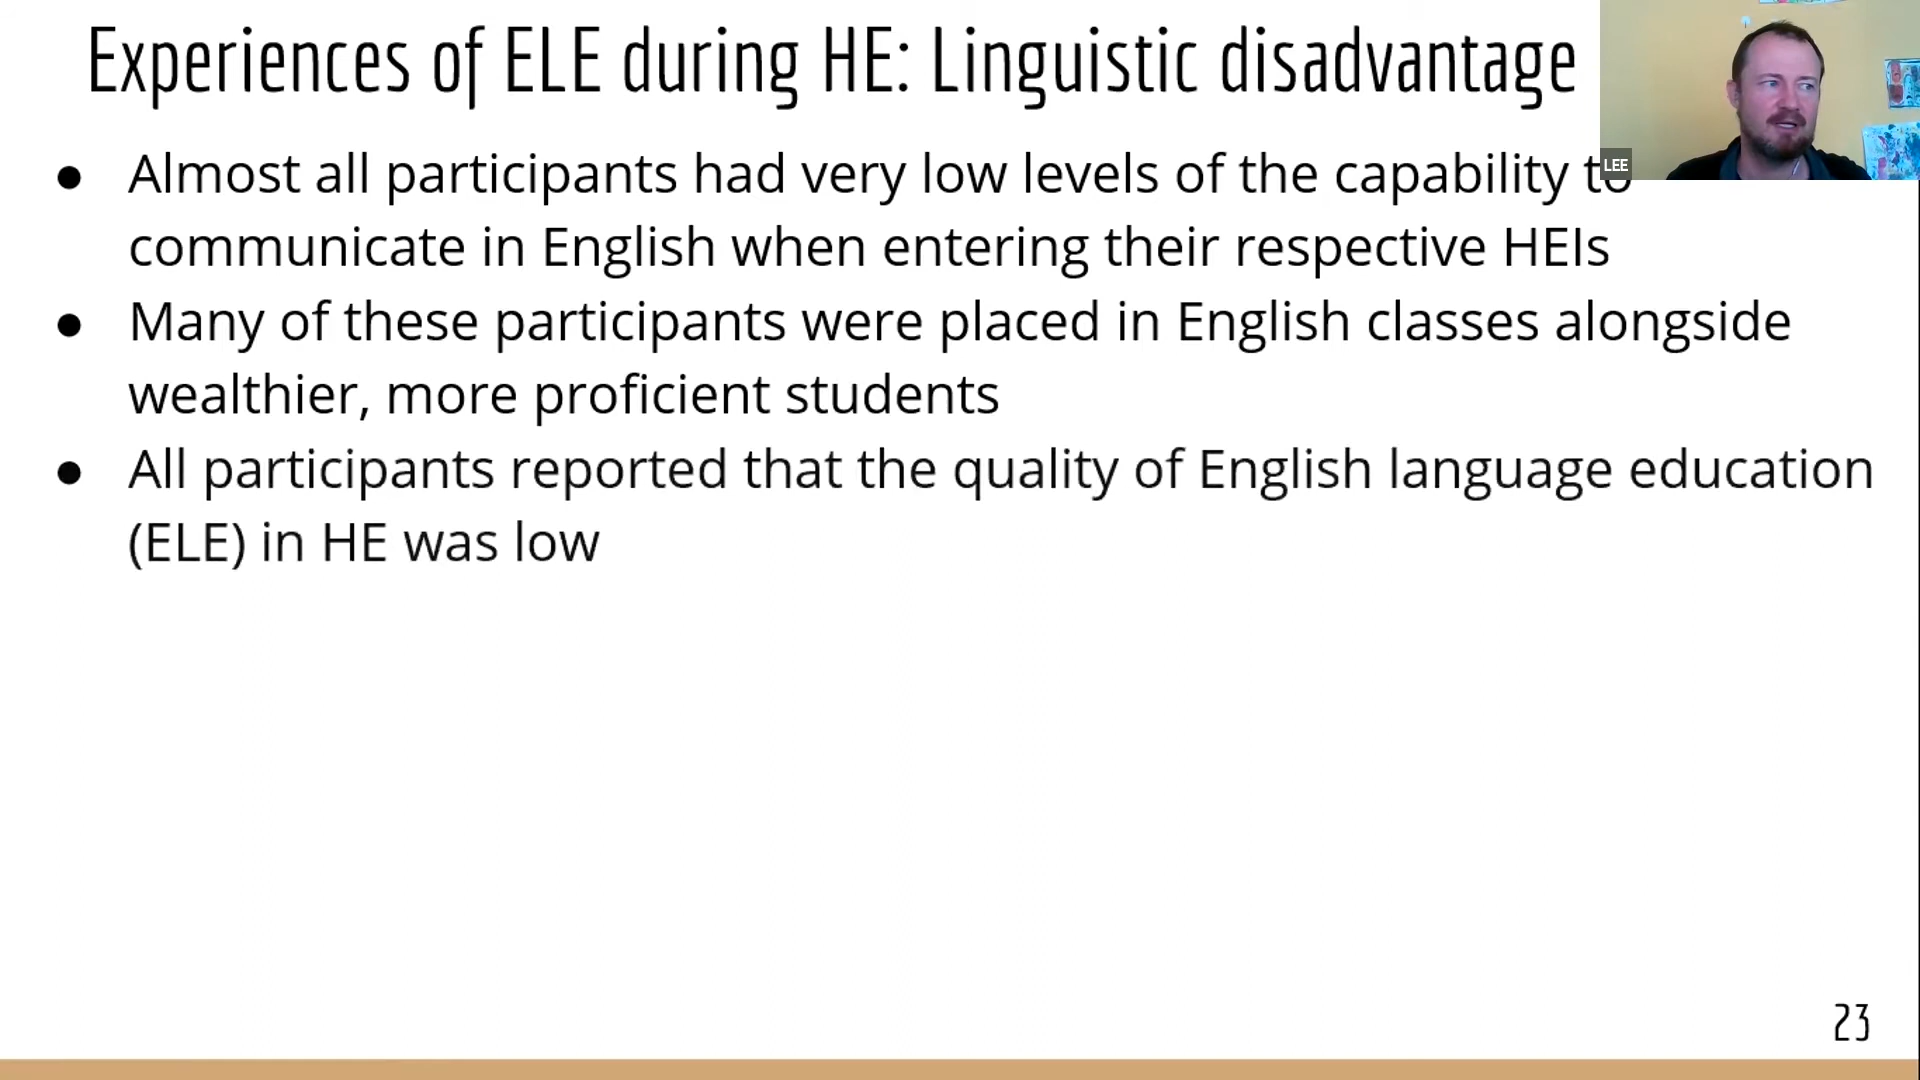 Experiences of ELE during HE: Linguistic disadvantage
LEE
● Almost all participants had very low levels of the capability to
communicate in English when entering their respective HEIs
● Many of these participants were placed in English classes alongside
wealthier, more proficient students
● All participants reported that the quality of English language education
(ELE) in HE was low
23